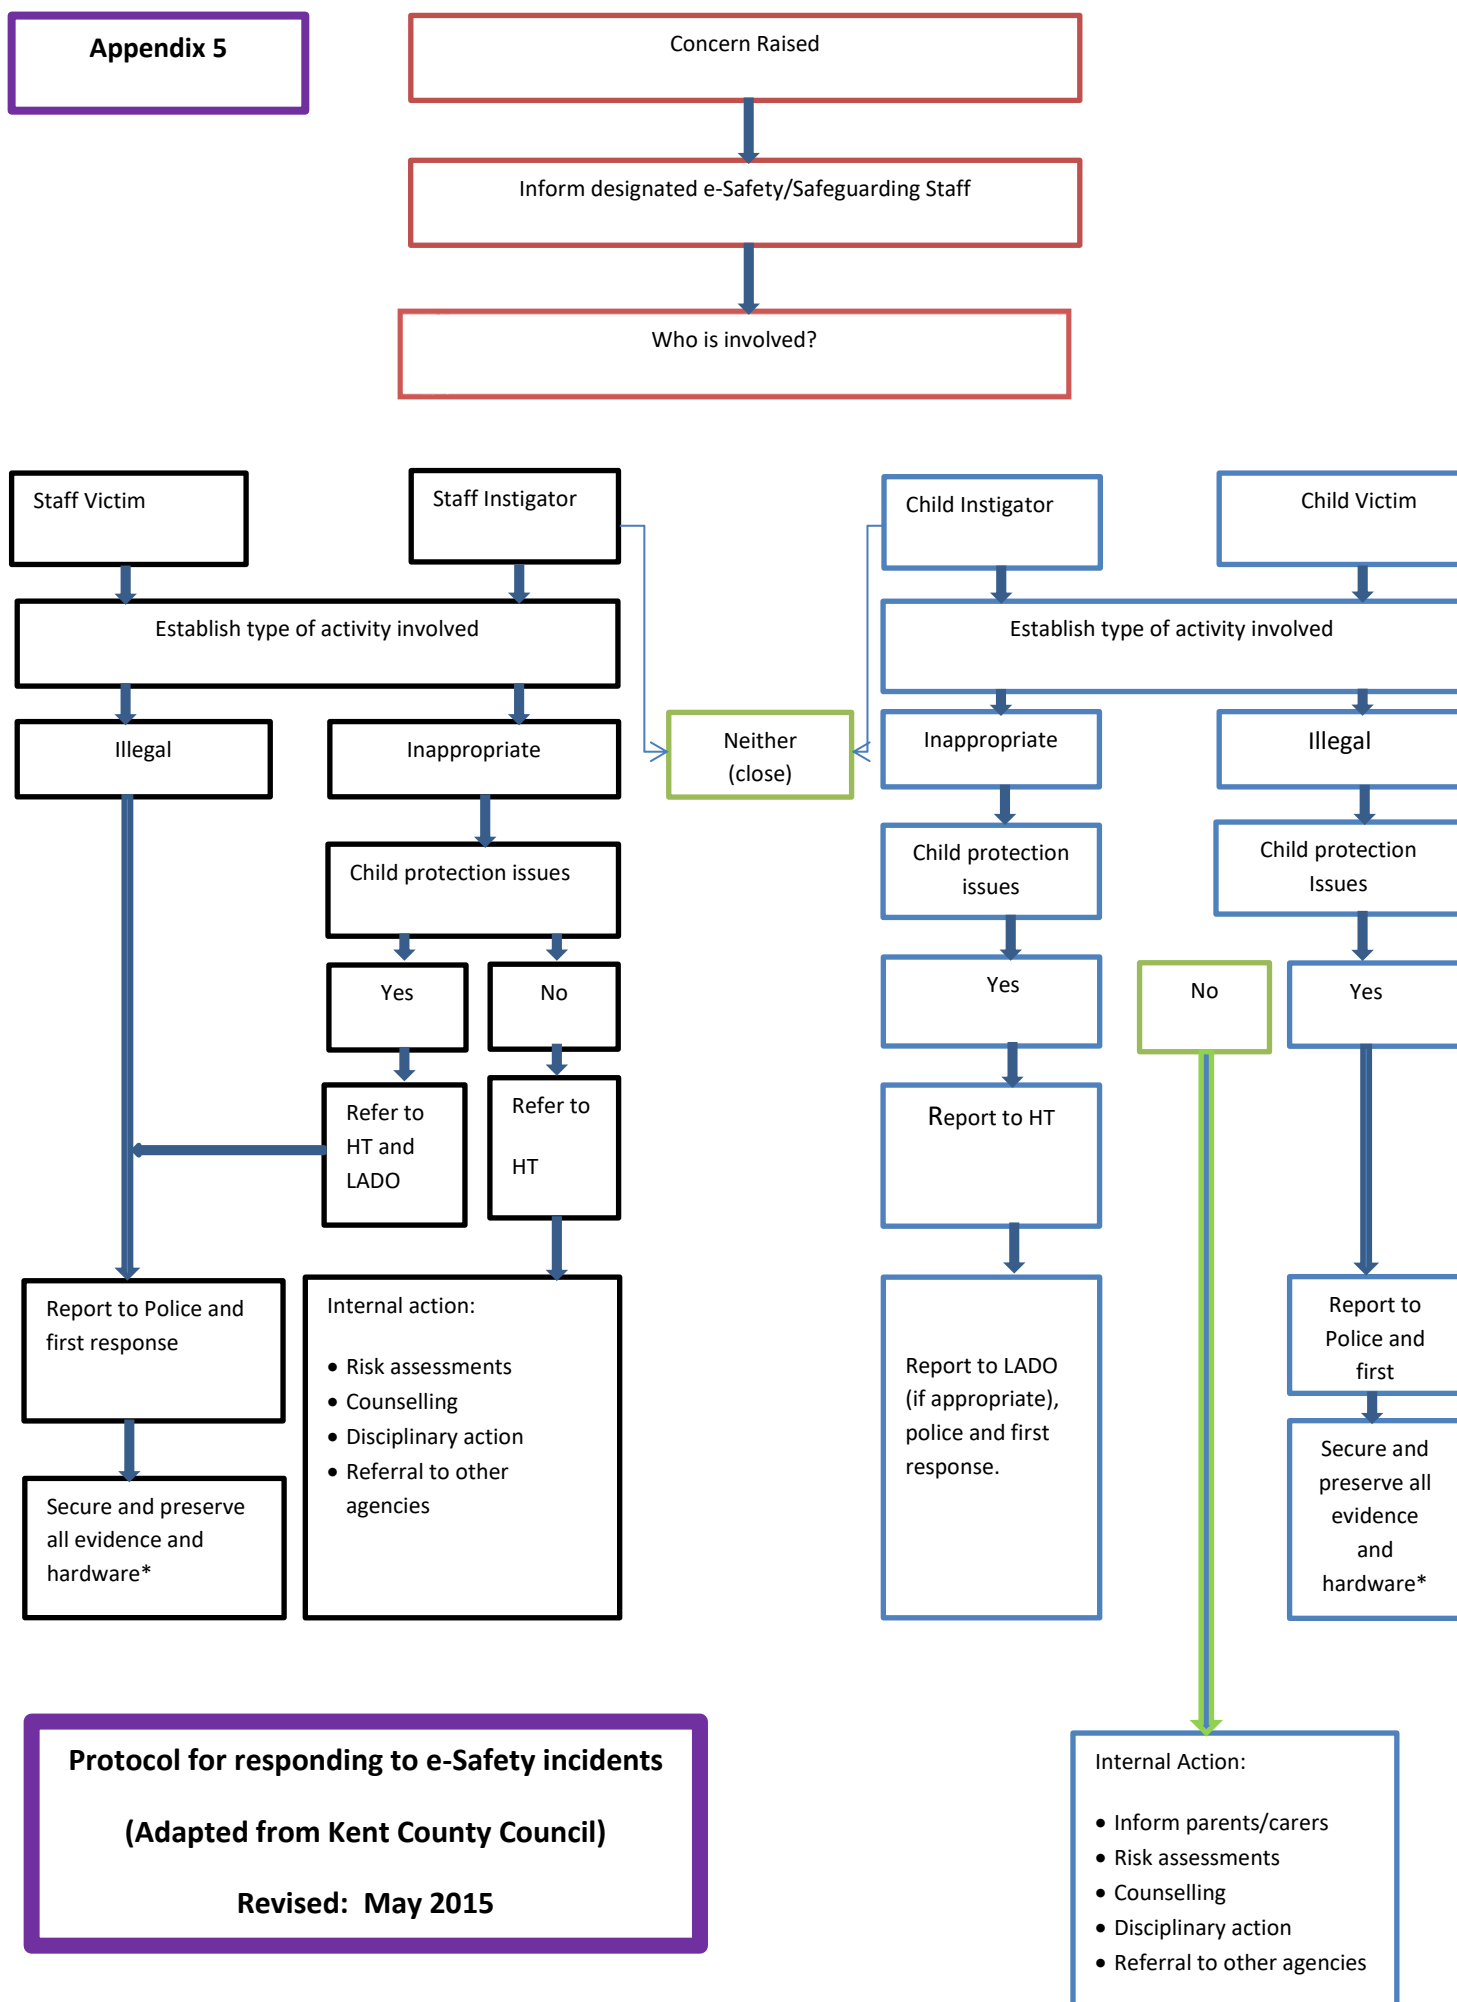 Appendix 5
Concern Raised
Inform designated e-Safety/Safeguarding Staff
Who is involved?
Staff Victim
Staff Instigator
Child Instigator
Child Victim
Establish type of activity involved
Establish type of activity involved
Illegal
Inappropriate
Neither
(close)
Inappropriate
Illegal
Child protection issues
Child protection
issues
Child protection
Issues
Yes
No
Yes
No
Yes
Refer to
HT and
LADO
Refer to
HT
Report to HT
Report to Police and
first response
Internal action:
• Risk assessments
• Counselling
• Disciplinary action
• Referral to other
agencies
Report to LADO
(if appropriate),
police and first
response.
Report to
Police and
first
Secure and preserve
all evidence and
hardware*
Secure and
preserve all
evidence
and
hardware*
Protocol for responding to e-Safety incidents
(Adapted from Kent County Council)
Revised:  May 2015
Internal Action:
• Inform parents/carers
• Risk assessments
• Counselling
• Disciplinary action
• Referral to other agencies